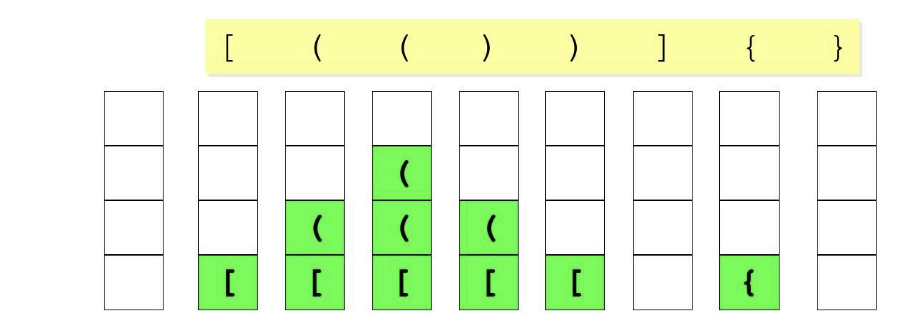 [ ( ( ) ) ] { }
(
( ( (
[ [ [ [ [ {